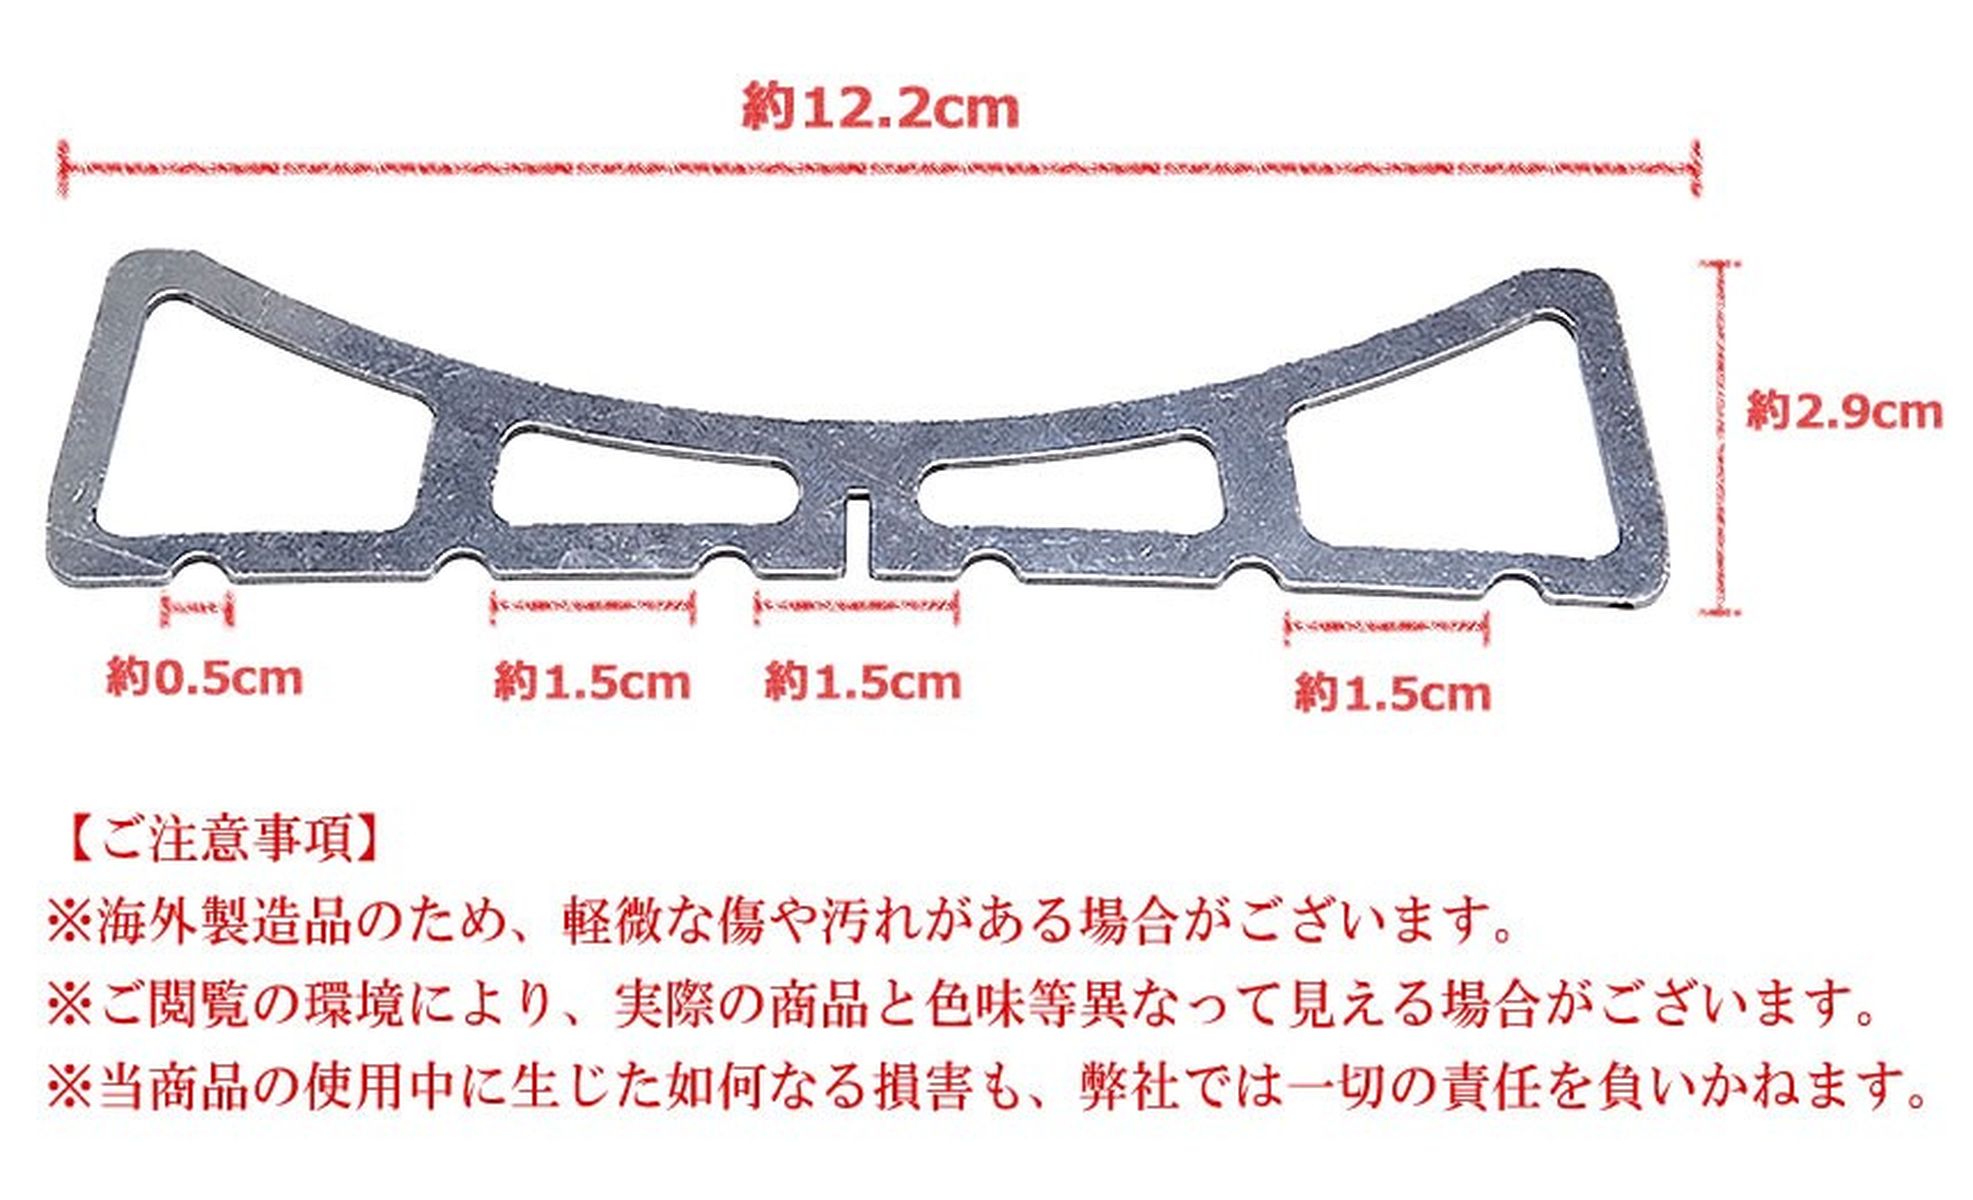 約12.2cm
約2.9cm
約0.5cm
約1.5cm
約1.5cm
約1.5cm
【ご注意事項】
※海外製造品のため、軽微な傷や汚れがある場合がございます。
※ご閲覧の環境により、実際の商品と色味等異なって見える場合がございます。
※当商品の使用中に生じた如何なる損害も、弊社では一切の責任を負いかねます。